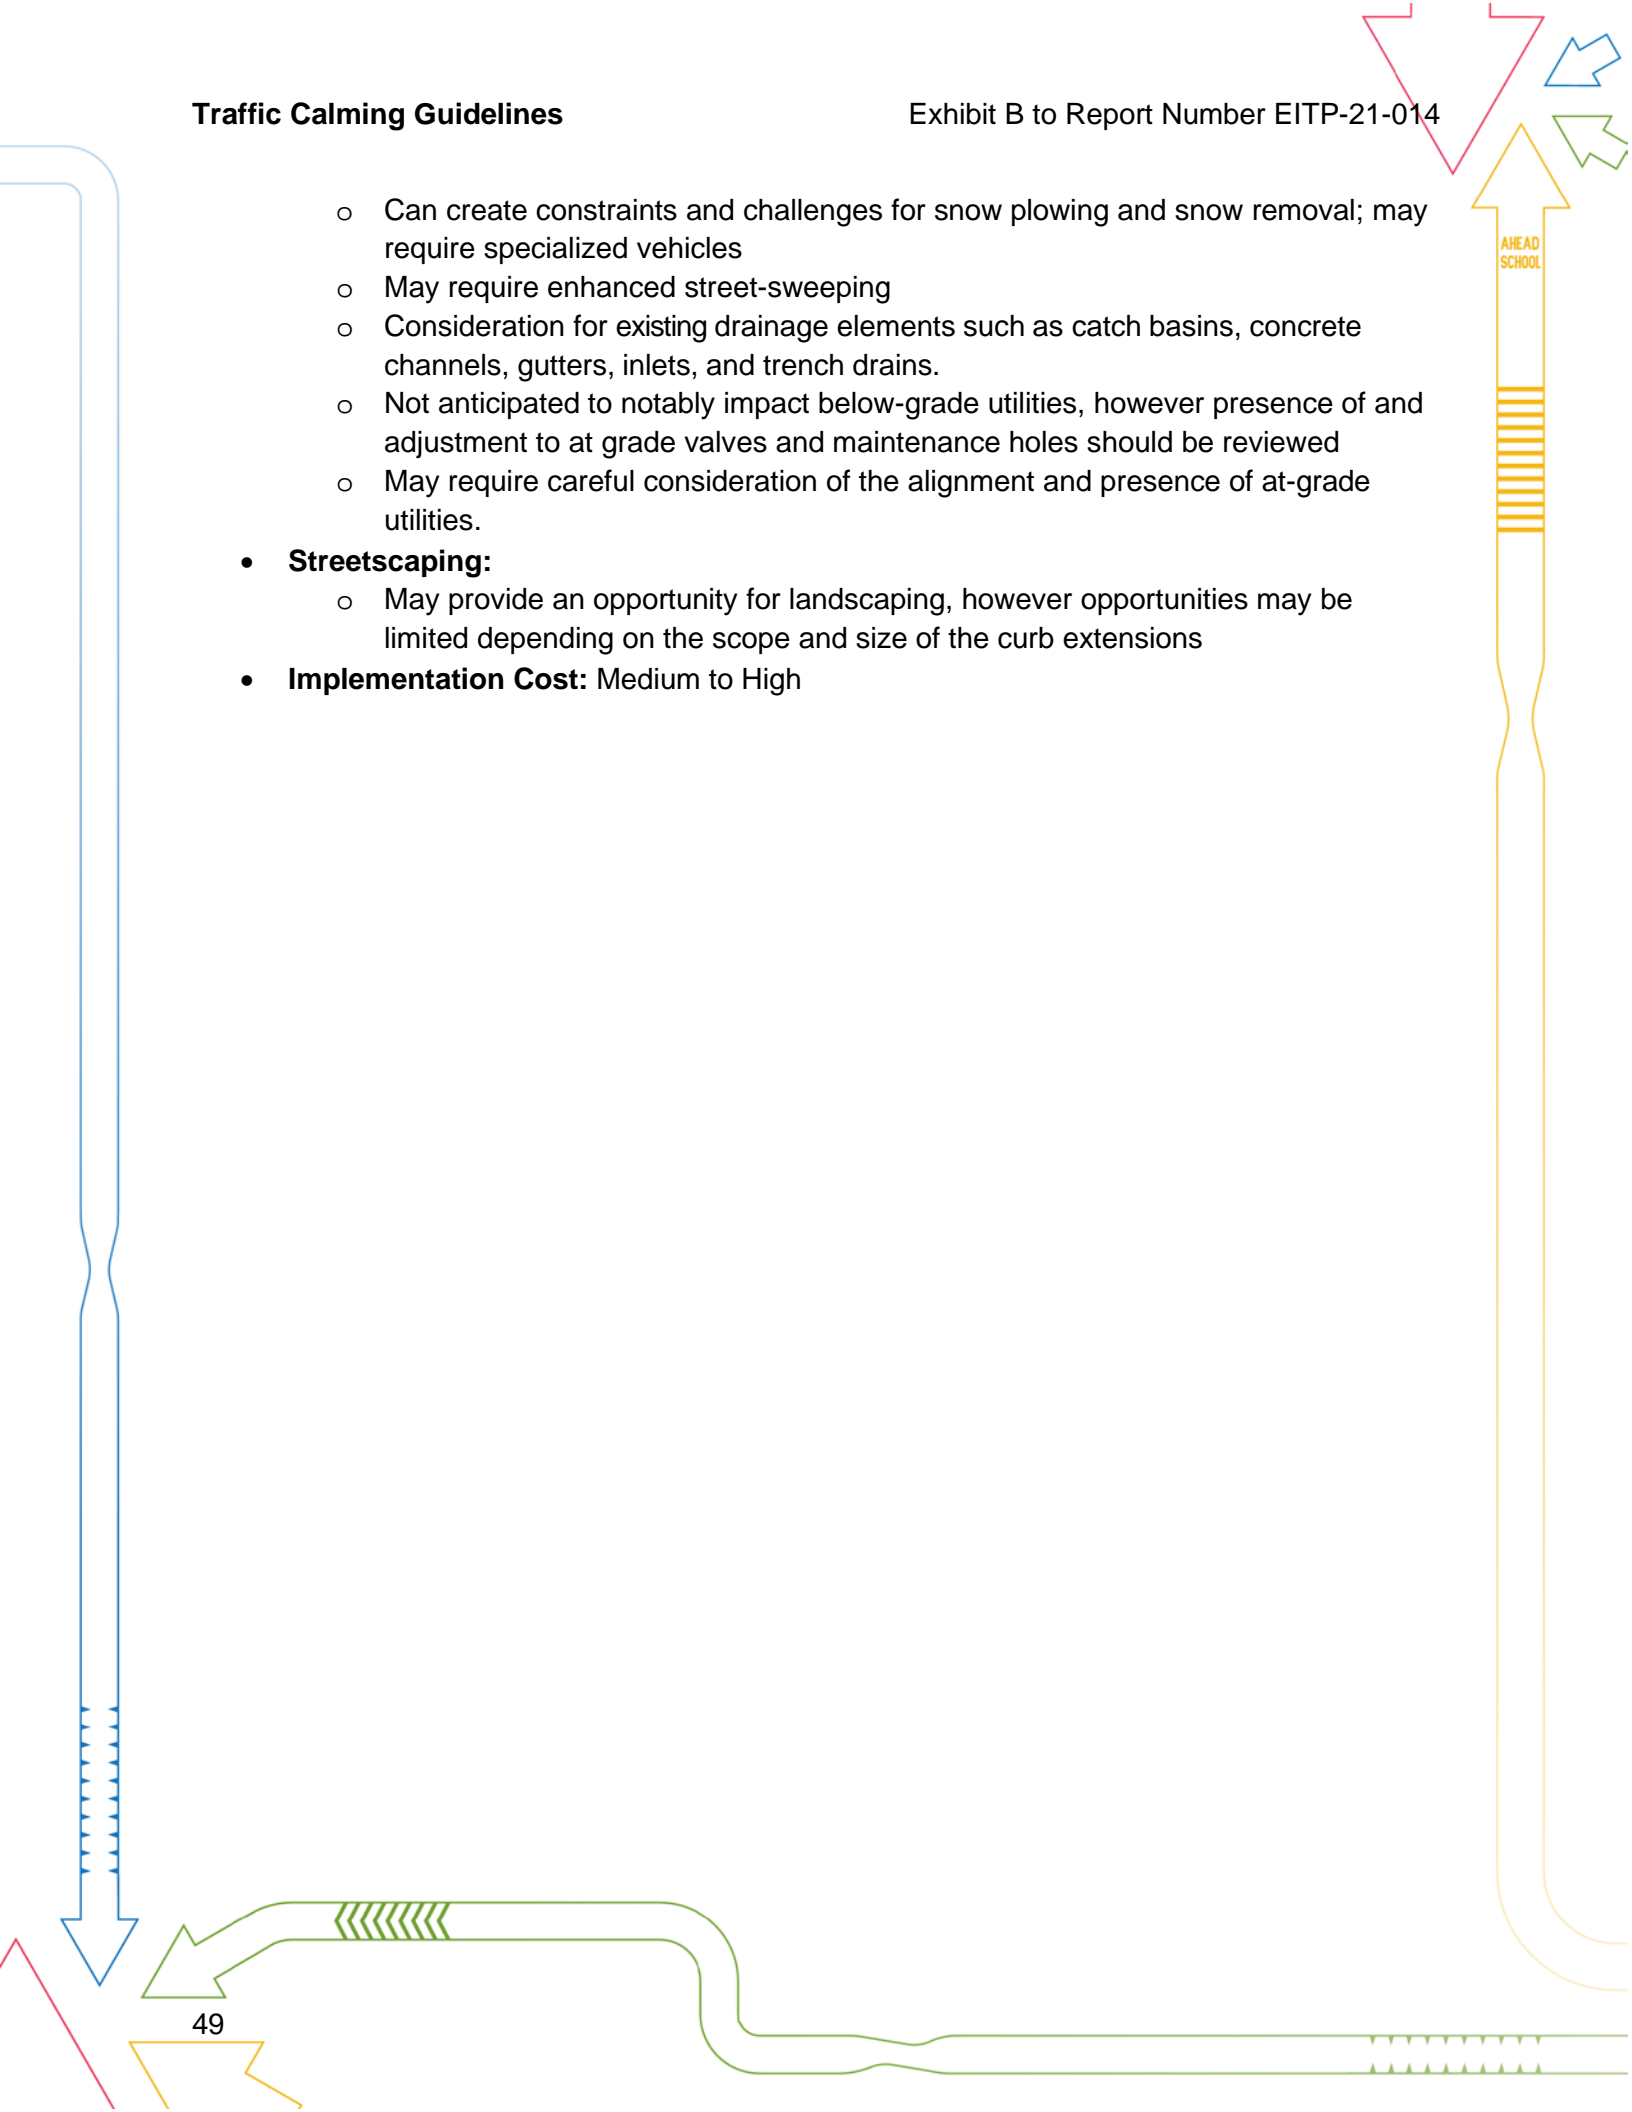 Traffic Calming Guidelines Exhibit B to Report Number EITP-21-014
AHEAD
SCHOOL
o Can create constraints and challenges for snow plowing and snow removal; may
require specialized vehicles
o May require enhanced street-sweeping
o Consideration for existing drainage elements such as catch basins, concrete
channels, gutters, inlets, and trench drains.
o Not anticipated to notably impact below-grade utilities, however presence of and
adjustment to at grade valves and maintenance holes should be reviewed
o May require careful consideration of the alignment and presence of at-grade
utilities.
• Streetscaping:
o May provide an opportunity for landscaping, however opportunities may be
limited depending on the scope and size of the curb extensions
• Implementation Cost: Medium to High
49